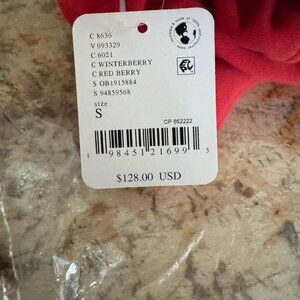 C 8636
V 093329
C 6021
C WINTERBERRY
C RED BERRY
S OB1915884
S 94859568
size
S
CP 862222
1 98451 21699 3
$128.00 USD